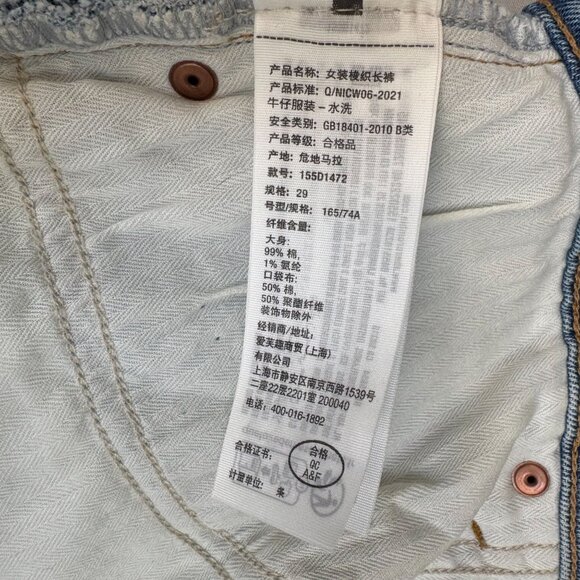 产品名称: 女装梭织长裤
产品标准: Q/NICW06-2021
牛仔服装 – 水洗
安全类别: GB18401-2010 B类
产品等级: 合格品
产地: 危地马拉
款号: 155D1472
规格: 29
号型/规格: 165/74A
纤维含量:
大身:
99% 棉,
1% 氨纶
口袋布:
50% 棉,
50% 聚酯纤维
装饰物除外
经销商/地址:
爱芙趣商贸 (上海)
有限公司
上海市静安区南京西路1539号
二座22层2201室 200040
电话: 400-016-1892
合格证书: 合格
QC
A&F
计量单位: 条